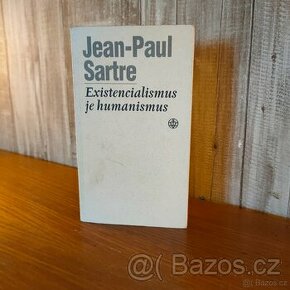 Jean-Paul
Sartre
Existencialismus
je humanismus
@ Bazos.cz